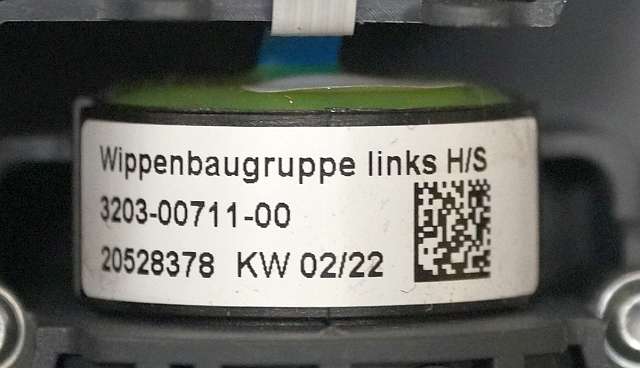 Wippenbaugruppe links H/S
3203-00711-00
20528378 KW 02/22